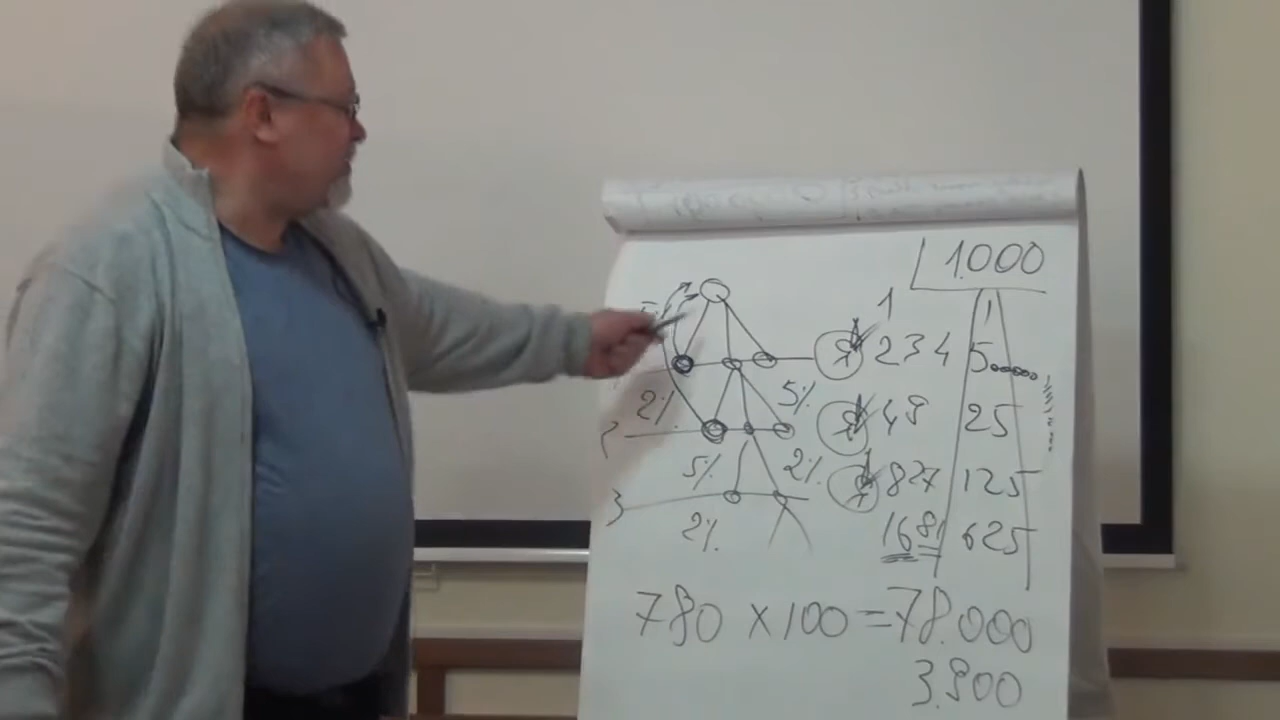 1.000
1 1
2 3 4 5
2% 5% 4 9 25
2
5% 2% 8 27 125
3
2% 16 81 625
780 x 100 = 78.000
3.900